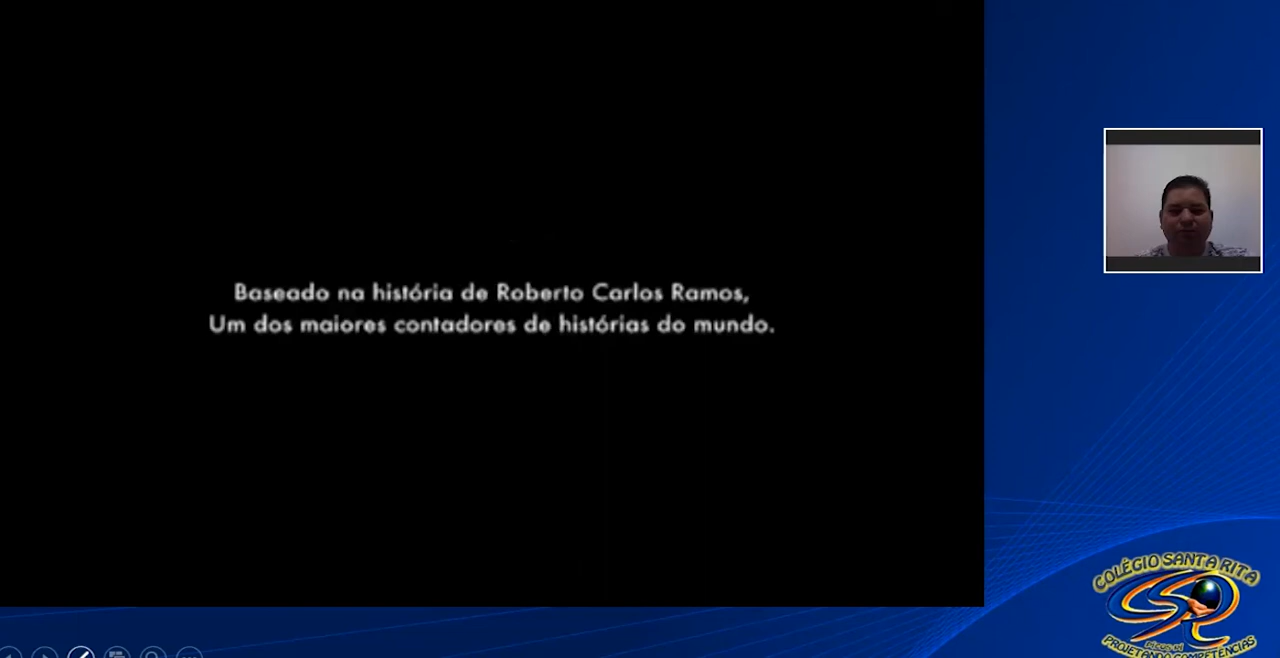 Baseado na história de Roberto Carlos Ramos,
Um dos maiores contadores de histórias do mundo.
COLÉGIO SANTA RITA
PROJETANDO COMPETÊNCIAS